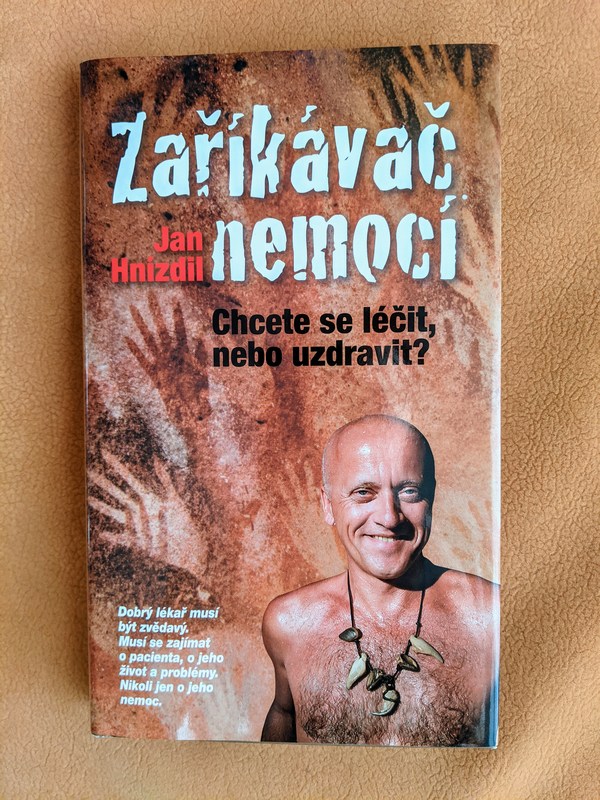 Zaříkávač
nemocí
Jan
Hnizdil
Chcete se léčit,
nebo uzdravit?
Dobrý lékař musí
být zvědavý.
Musí se zajímat
o pacienta, o jeho
život a problémy.
Nikoli jen o jeho
nemoc.